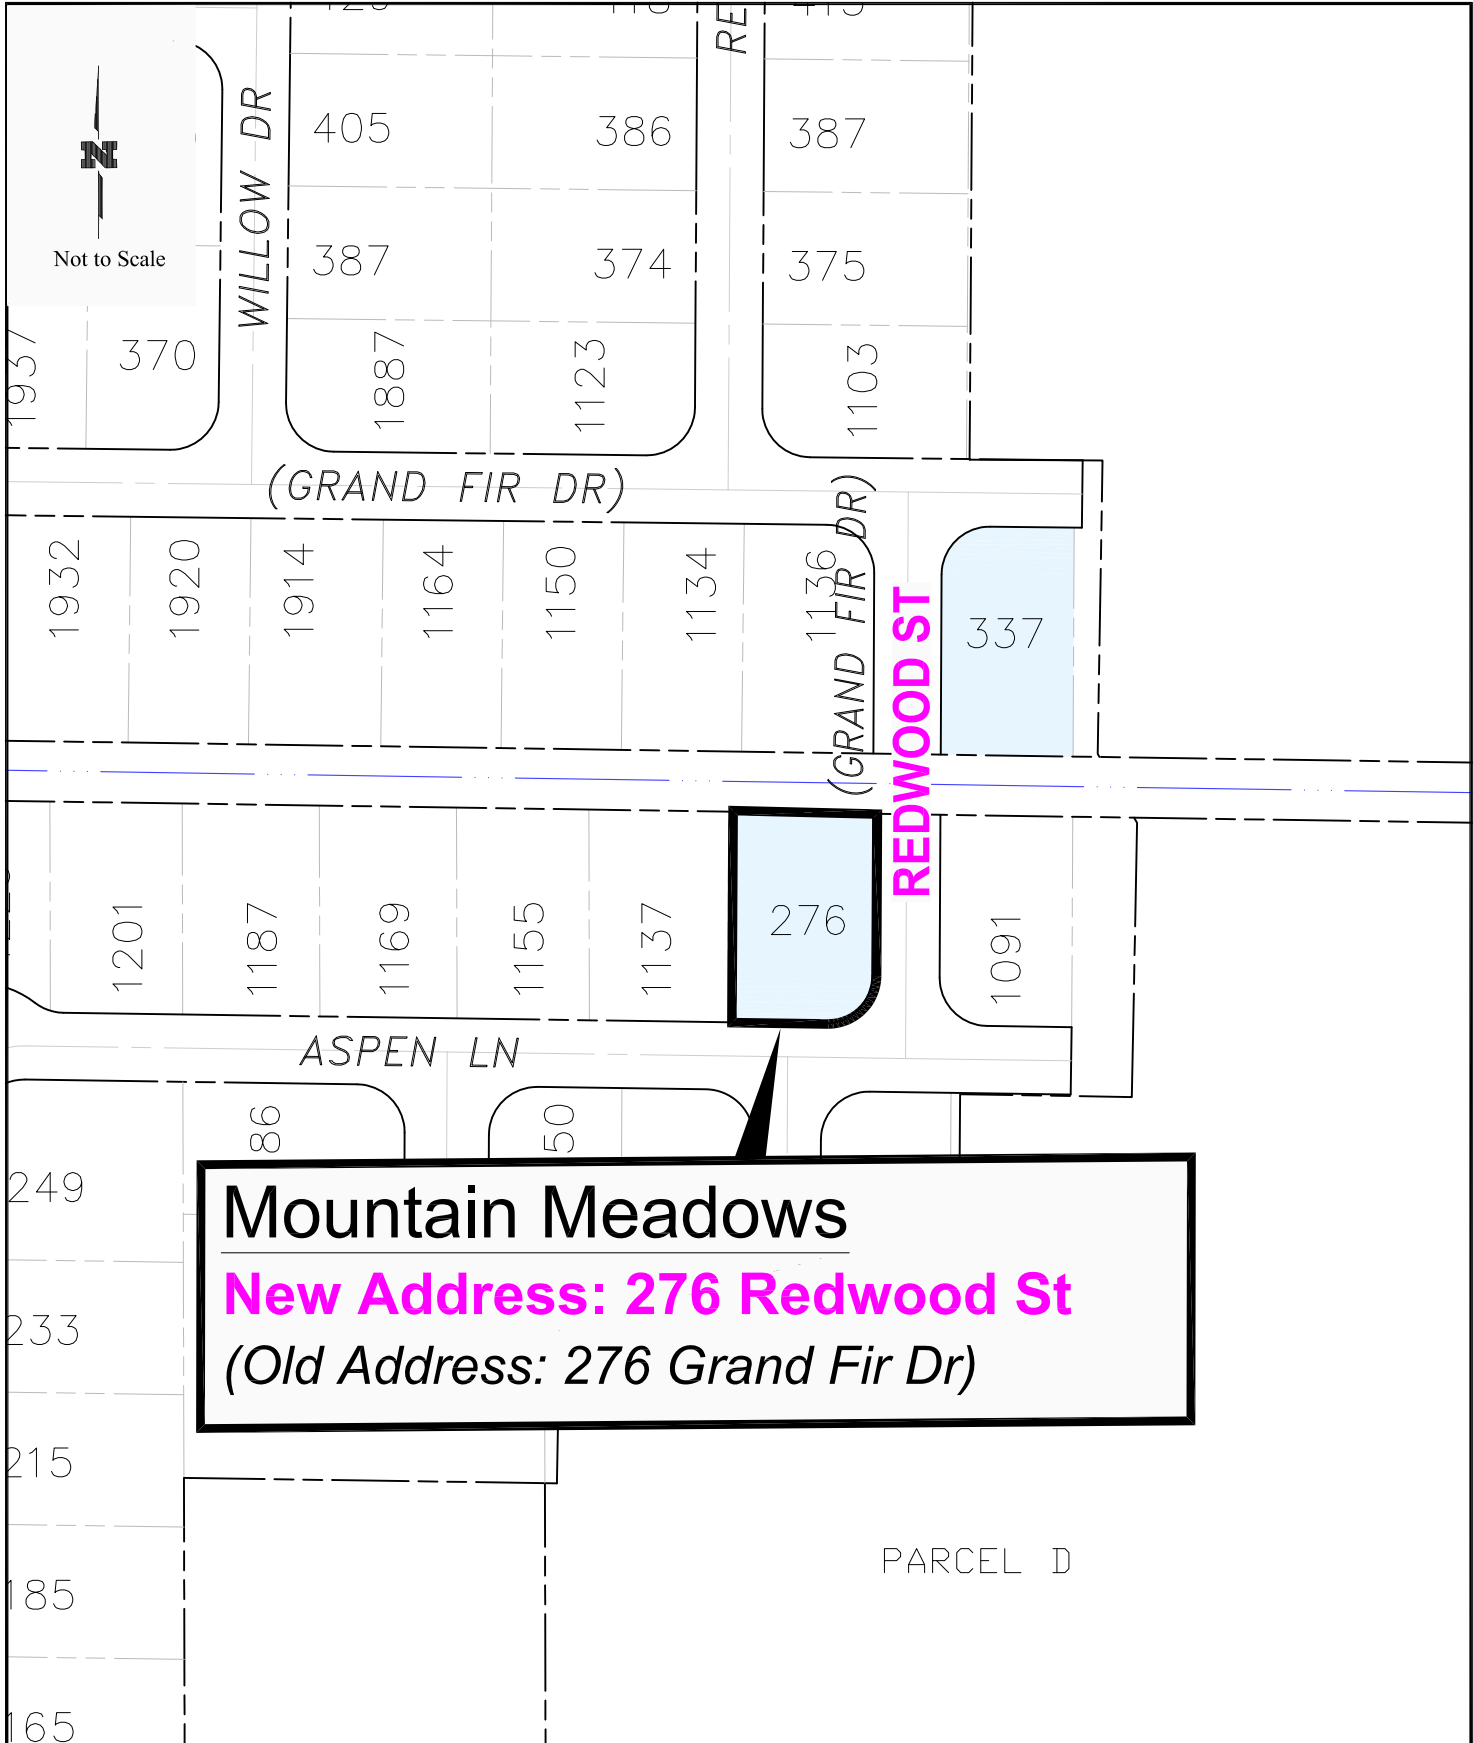 RE
N
Not to Scale
WILLOW DR
405
386
387
387
374
375
1937
370
1887
1123
1103
(GRAND FIR DR)
(GRAND FIR DR)
1932
1920
1914
1164
1150
1134
1136
337
REDWOOD ST
1201
1187
1169
1155
1137
276
1091
ASPEN LN
86
50
249
233
215
185
165
Mountain Meadows
New Address: 276 Redwood St
(Old Address: 276 Grand Fir Dr)
PARCEL D